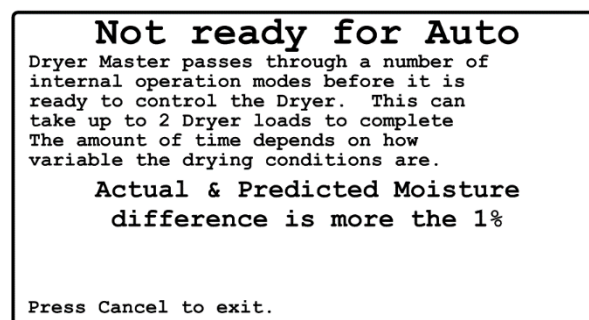 Not ready for Auto
Dryer Master passes through a number of
internal operation modes before it is
ready to control the Dryer. This can
take up to 2 Dryer loads to complete
The amount of time depends on how
variable the drying conditions are.
Actual & Predicted Moisture
difference is more the 1%
Press Cancel to exit.